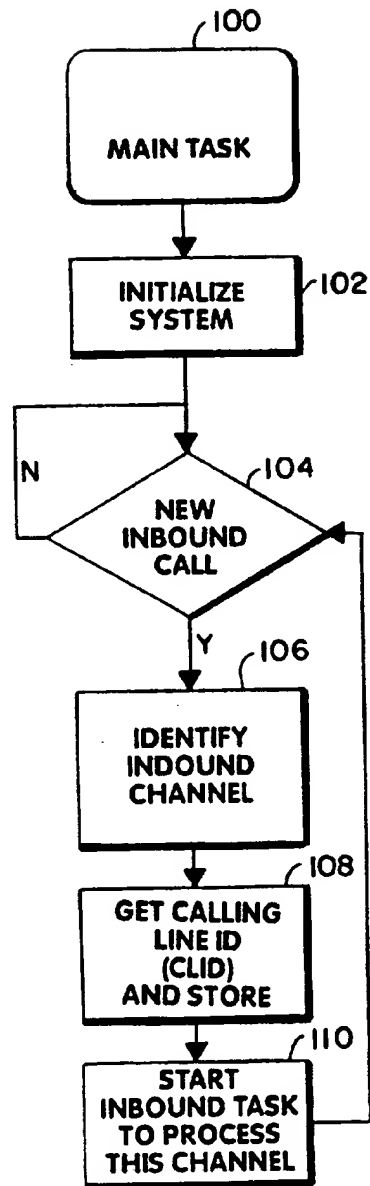 100
MAIN TASK
102
INITIALIZE
SYSTEM
104
N
NEW
INBOUND
CALL
Y
106
IDENTIFY
INDOUND
CHANNEL
108
GET CALLING
LINE ID
(CLID)
AND STORE
110
START
INBOUND TASK
TO PROCESS
THIS CHANNEL